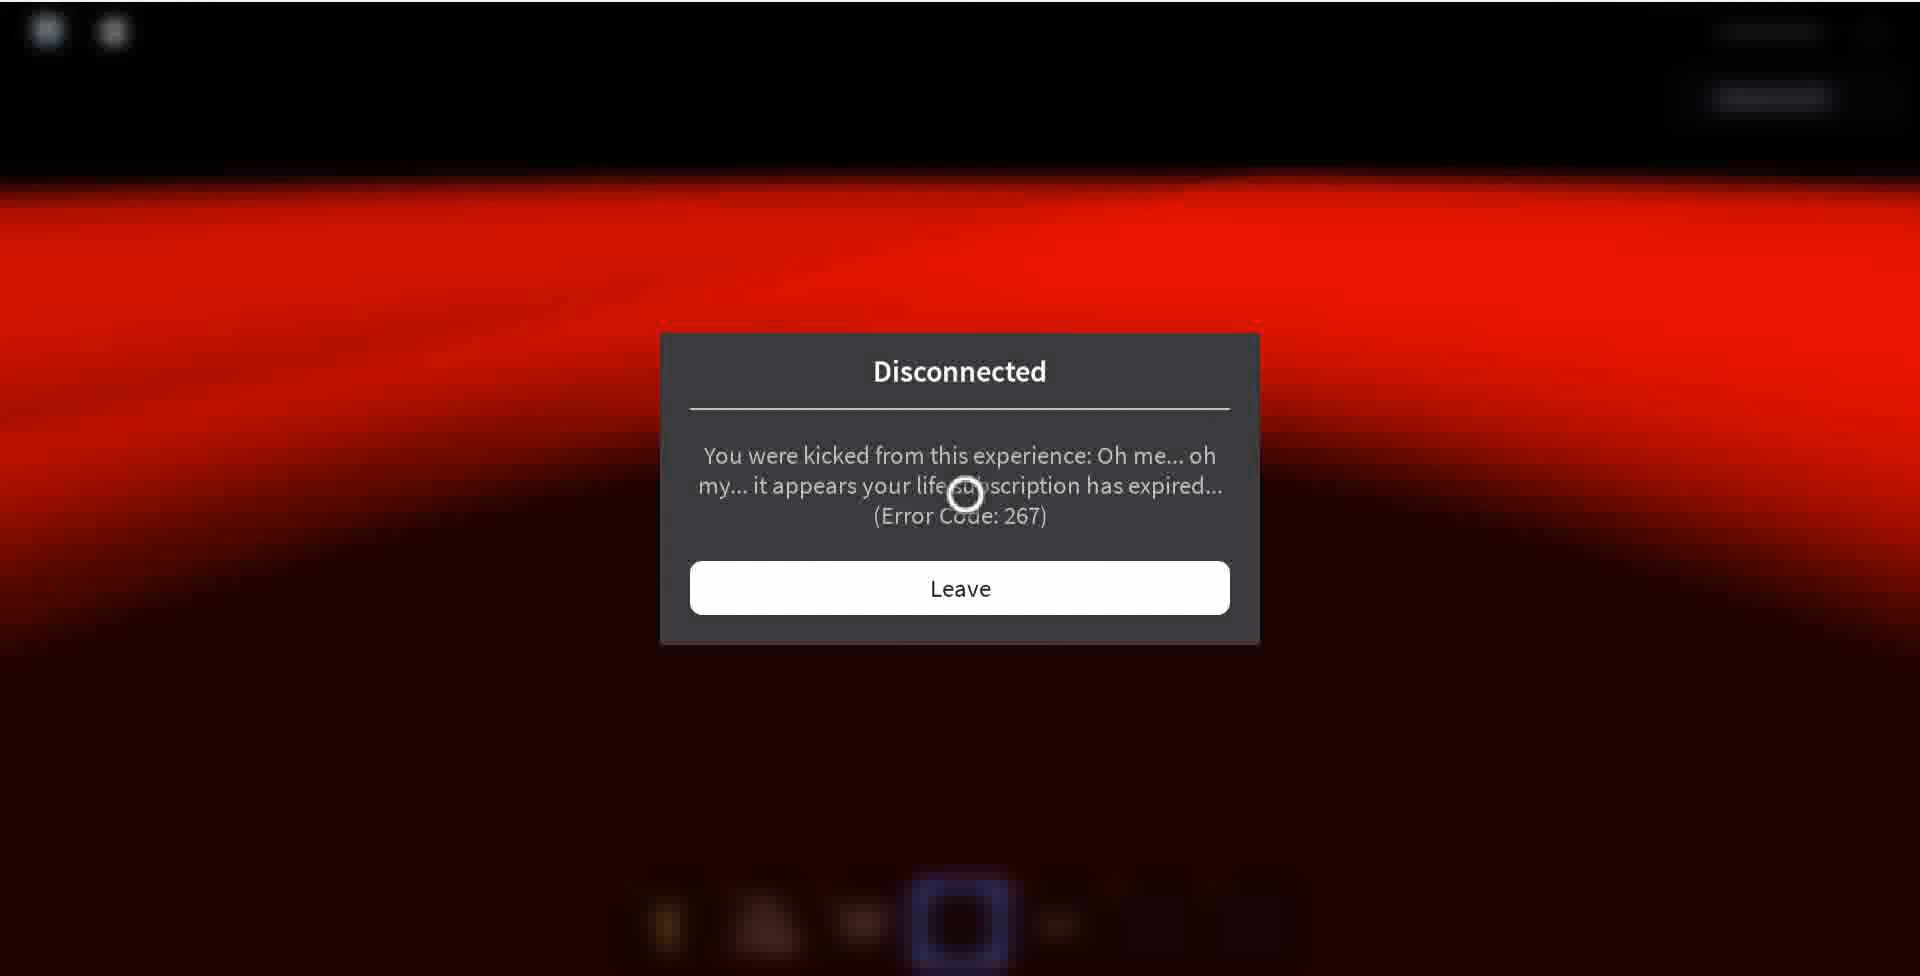 Disconnected
You were kicked from this experience: Oh me... oh
my... it appears your life subscription has expired...
(Error Code: 267)
Leave